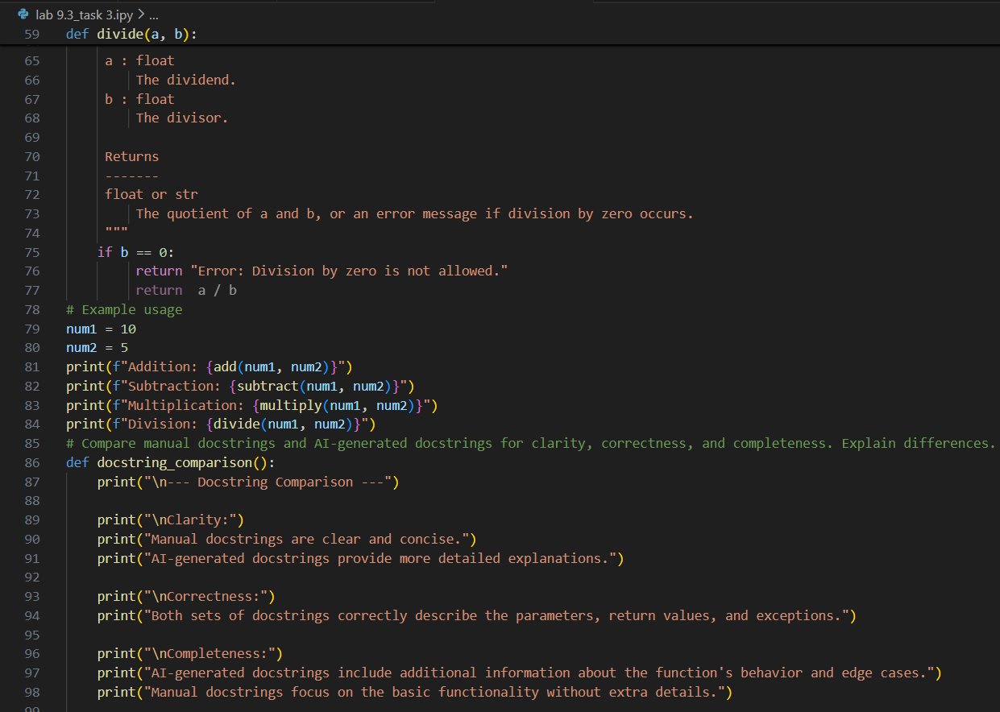 lab 9.3_task 3.ipy > ...
59 def divide(a, b):
65 a : float
66 The dividend.
67 b : float
68 The divisor.
69
70 Returns
71 -------
72 float or str
73 The quotient of a and b, or an error message if division by zero occurs.
74 """
75 if b == 0:
76 return "Error: Division by zero is not allowed."
77 return  a / b
78 # Example usage
79 num1 = 10
80 num2 = 5
81 print(f"Addition: {add(num1, num2)}")
82 print(f"Subtraction: {subtract(num1, num2)}")
83 print(f"Multiplication: {multiply(num1, num2)}")
84 print(f"Division: {divide(num1, num2)}")
85 # Compare manual docstrings and AI-generated docstrings for clarity, correctness, and completeness. Explain differences.
86 def docstring_comparison():
87 print("\n--- Docstring Comparison ---")
88
89 print("\nClarity:")
90 print("Manual docstrings are clear and concise.")
91 print("AI-generated docstrings provide more detailed explanations.")
92
93 print("\nCorrectness:")
94 print("Both sets of docstrings correctly describe the parameters, return values, and exceptions.")
95
96 print("\nCompleteness:")
97 print("AI-generated docstrings include additional information about the function's behavior and edge cases.")
98 print("Manual docstrings focus on the basic functionality without extra details.")
99